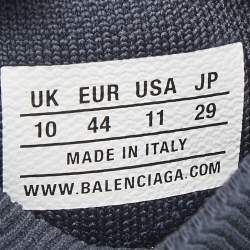 UK EUR USA JP
10 44 11 29
MADE IN ITALY
WWW.BALENCIAGA.COM